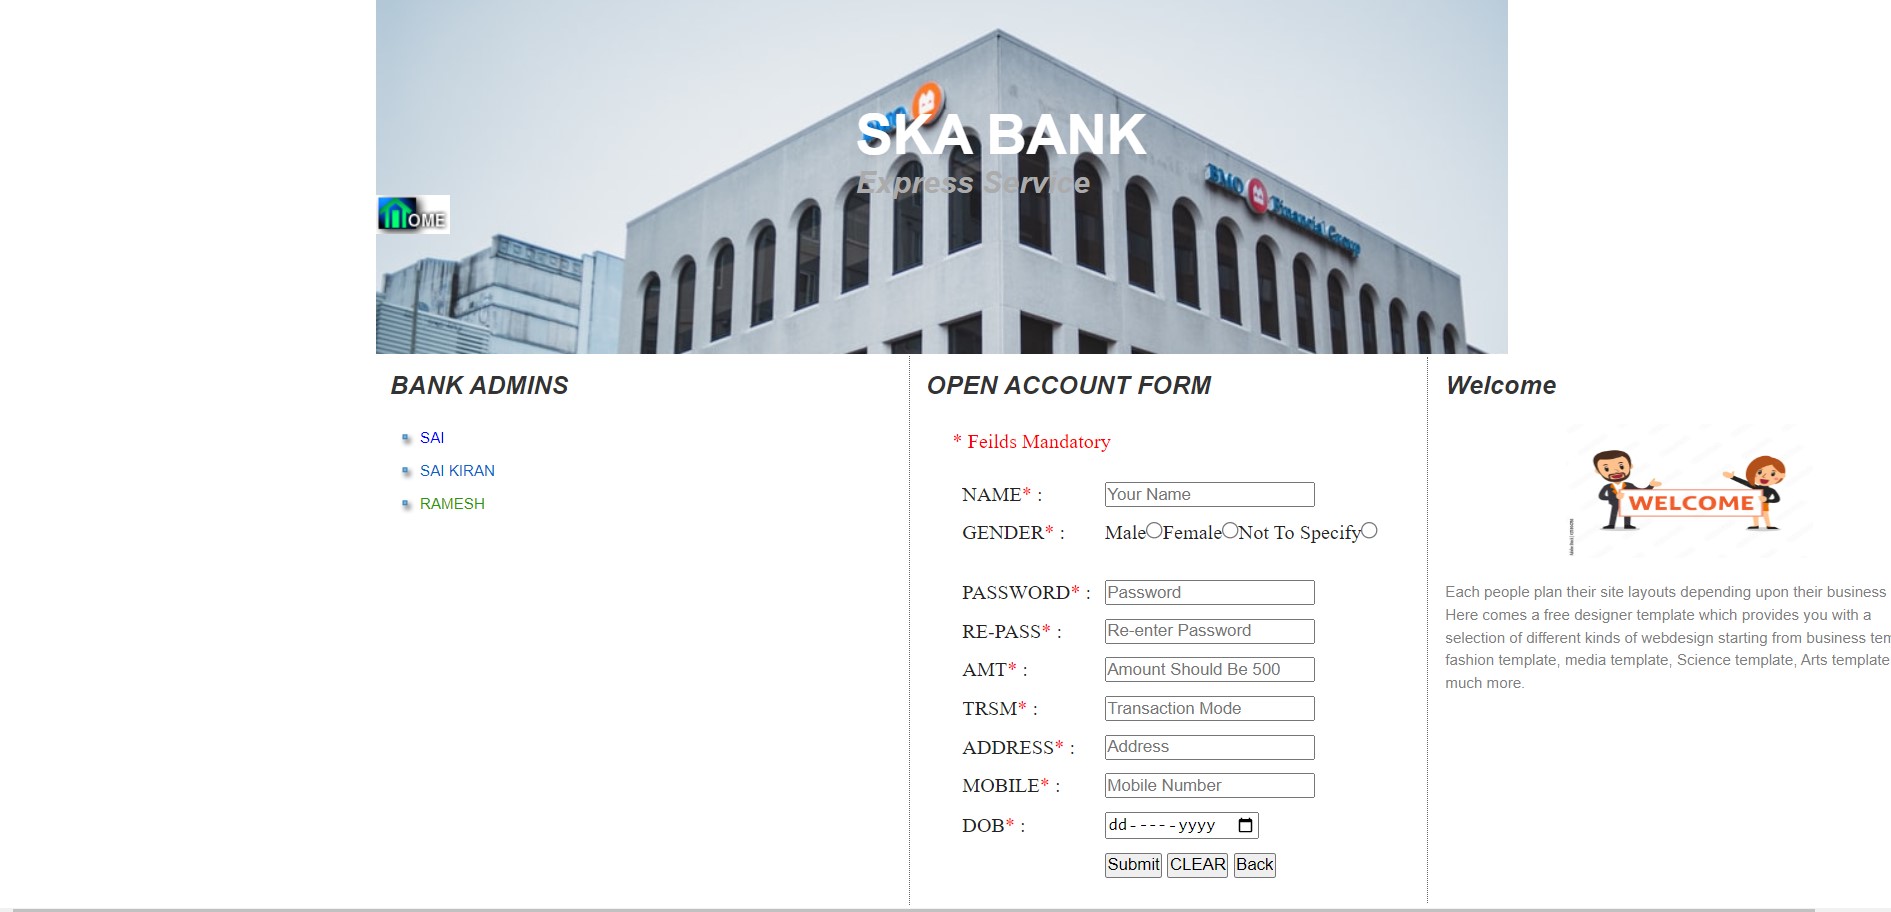 SKA BANK
Express Service
BMO Financial Group
OME
BANK ADMINS
SAI
SAI KIRAN
RAMESH
OPEN ACCOUNT FORM
* Feilds Mandatory
NAME* : Your Name
GENDER* : Male Female Not To Specify
PASSWORD* : Password
RE-PASS* : Re-enter Password
AMT* : Amount Should Be 500
TRSM* : Transaction Mode
ADDRESS* : Address
MOBILE* : Mobile Number
DOB* : dd-----yyyy
Submit CLEAR Back
Welcome
WELCOME
Each people plan their site layouts depending upon their business
Here comes a free designer template which provides you with a
selection of different kinds of webdesign starting from business tem
fashion template, media template, Science template, Arts template
much more.